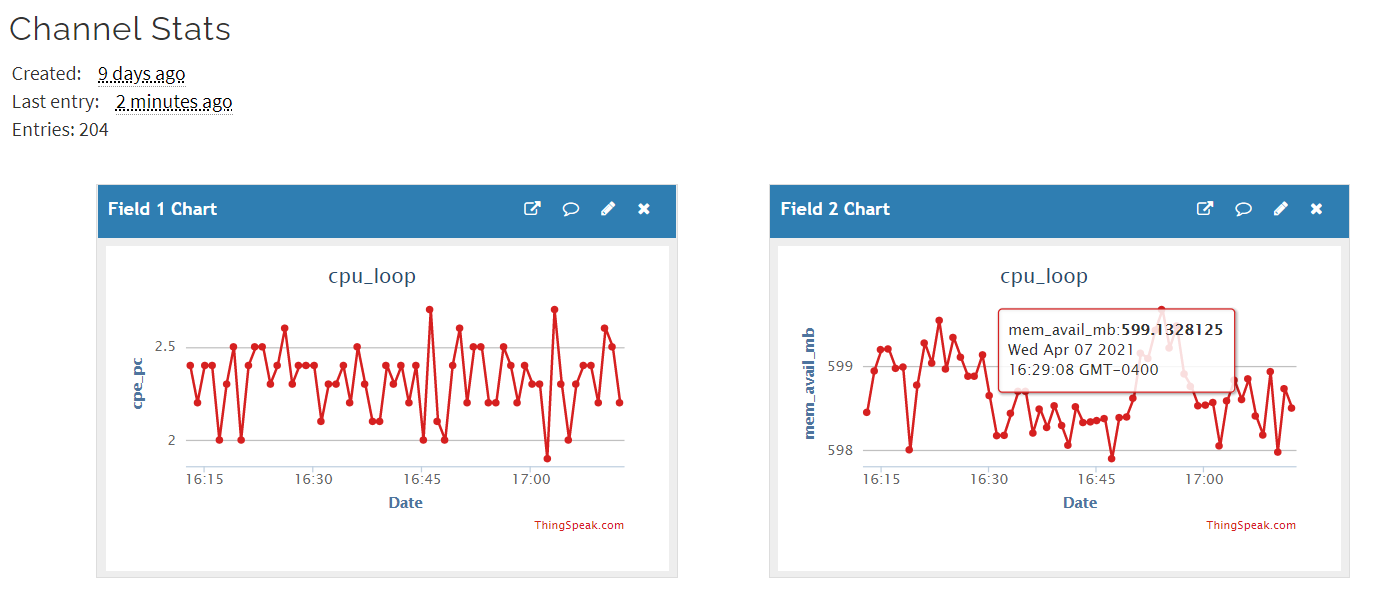 Channel Stats
Created: 9 days ago
Last entry: 2 minutes ago
Entries: 204
Field 1 Chart
cpu_loop
cpe_pc
2.5
2
16:15 16:30 16:45 17:00
Date
ThingSpeak.com
Field 2 Chart
cpu_loop
mem_avail_mb
599
598
mem_avail_mb:599.1328125
Wed Apr 07 2021
16:29:08 GMT-0400
16:15 16:30 16:45 17:00
Date
ThingSpeak.com